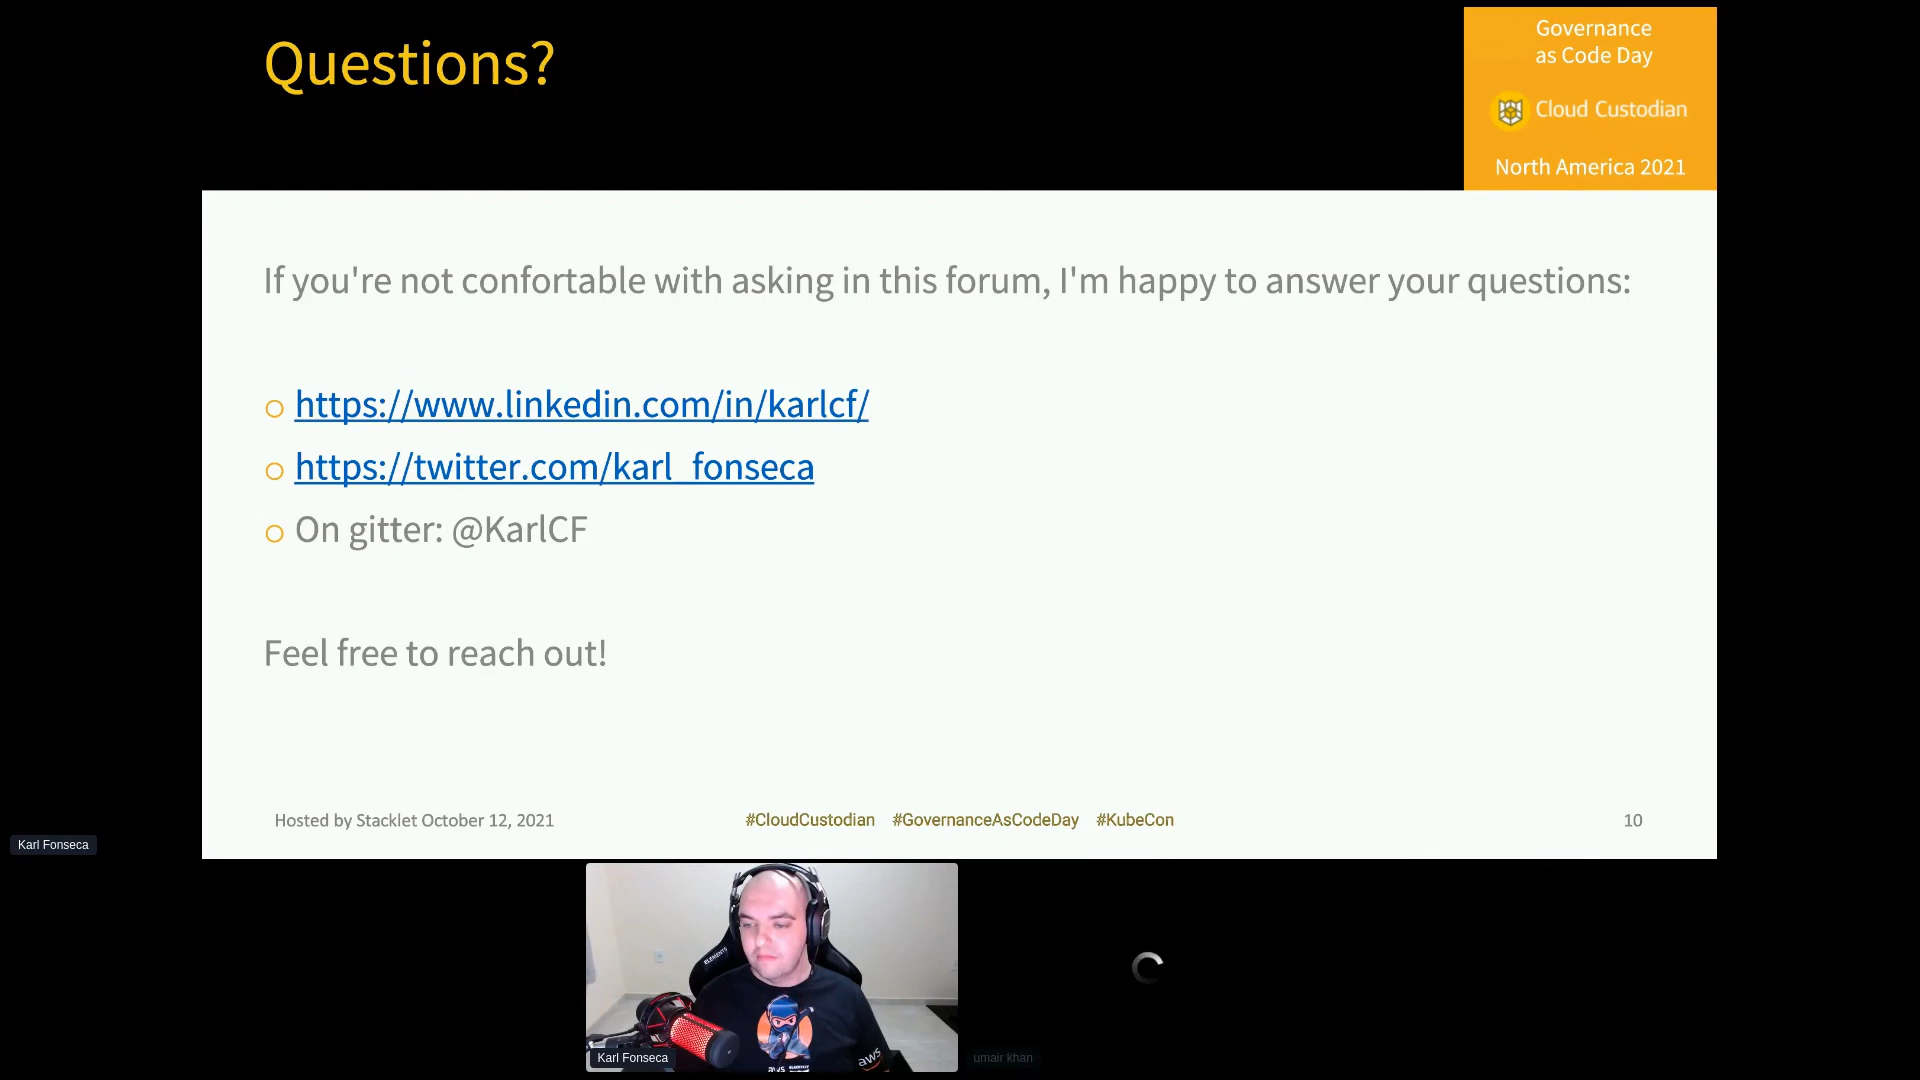 Questions?
Governance
as Code Day
Cloud Custodian
North America 2021
If you're not confortable with asking in this forum, I'm happy to answer your questions:
https://www.linkedin.com/in/karlcf/
https://twitter.com/karl_fonseca
On gitter: @KarlCF
Feel free to reach out!
Hosted by Stacklet October 12, 2021
#CloudCustodian #GovernanceAsCodeDay #KubeCon
10
Karl Fonseca
ELEMENTS
aws
aws
Karl Fonseca
umair khan